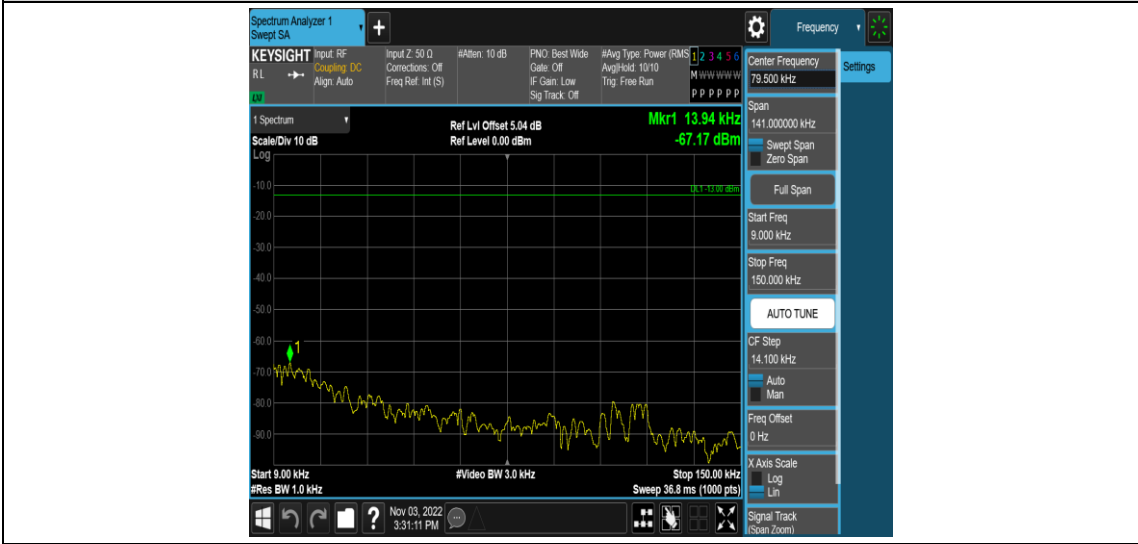 Spectrum Analyzer 1
Swept SA
+
Frequency
KEYSIGHT
RL
Input: RF
Coupling: DC
Align: Auto
Input Z: 50 Ω
Corrections: Off
Freq Ref: Int (S)
#Atten: 10 dB
PNO: Best Wide
Gate: Off
IF Gain: Low
Sig Track: Off
#Avg Type: Power (RMS
Avg|Hold: 10/10
Trig: Free Run
1 2 3 4 5 6
M W W W W W
P P P P P P
1 Spectrum
Scale/Div 10 dB
Log
Ref Lvl Offset 5.04 dB
Ref Level 0.00 dBm
Mkr1 13.94 kHz
-67.17 dBm
DL1 -13.00 dBm
-10.0
-20.0
-30.0
-40.0
-50.0
-60.0
-70.0
-80.0
-90.0
1
Start 9.00 kHz
#Res BW 1.0 kHz
#Video BW 3.0 kHz
Stop 150.00 kHz
Sweep 36.8 ms (1000 pts)
?
Nov 03, 2022
3:31:11 PM
Center Frequency
79.500 kHz
Span
141.000000 kHz
Swept Span
Zero Span
Full Span
Start Freq
9.000 kHz
Stop Freq
150.000 kHz
AUTO TUNE
CF Step
14.100 kHz
Auto
Man
Freq Offset
0 Hz
X Axis Scale
Log
Lin
Signal Track
(Span Zoom)
Settings